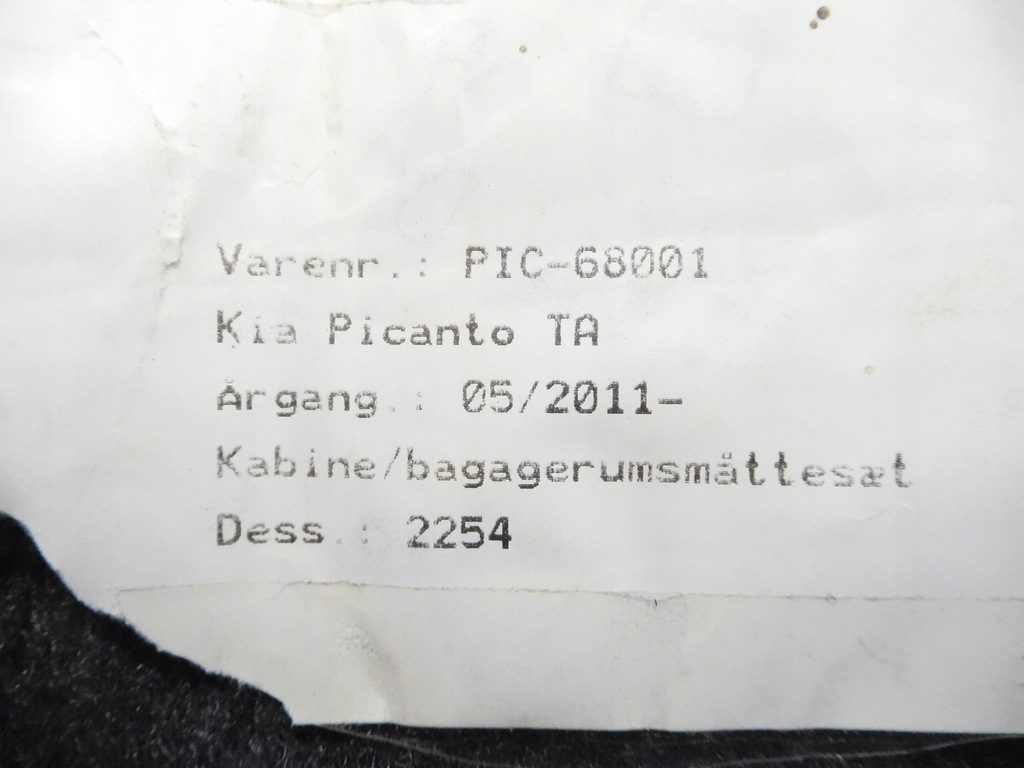 Varenr.: PIC-68001
Kia Picanto TA
Årgang.: 05/2011-
Kabine/bagagerumsmåttesæt
Dess.: 2254